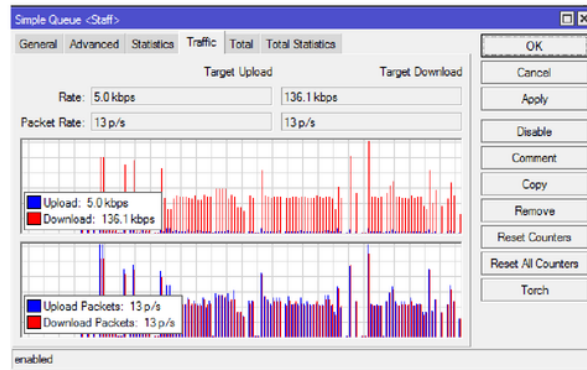 Simple Queue <Staff>
General Advanced Statistics Traffic Total Total Statistics
Target Upload Target Download
Rate: 5.0 kbps 136.1 kbps
Packet Rate: 13 p/s 13 p/s
Upload: 5.0 kbps
Download: 136.1 kbps
Upload Packets: 13 p/s
Download Packets: 13 p/s
enabled
OK
Cancel
Apply
Disable
Comment
Copy
Remove
Reset Counters
Reset All Counters
Torch